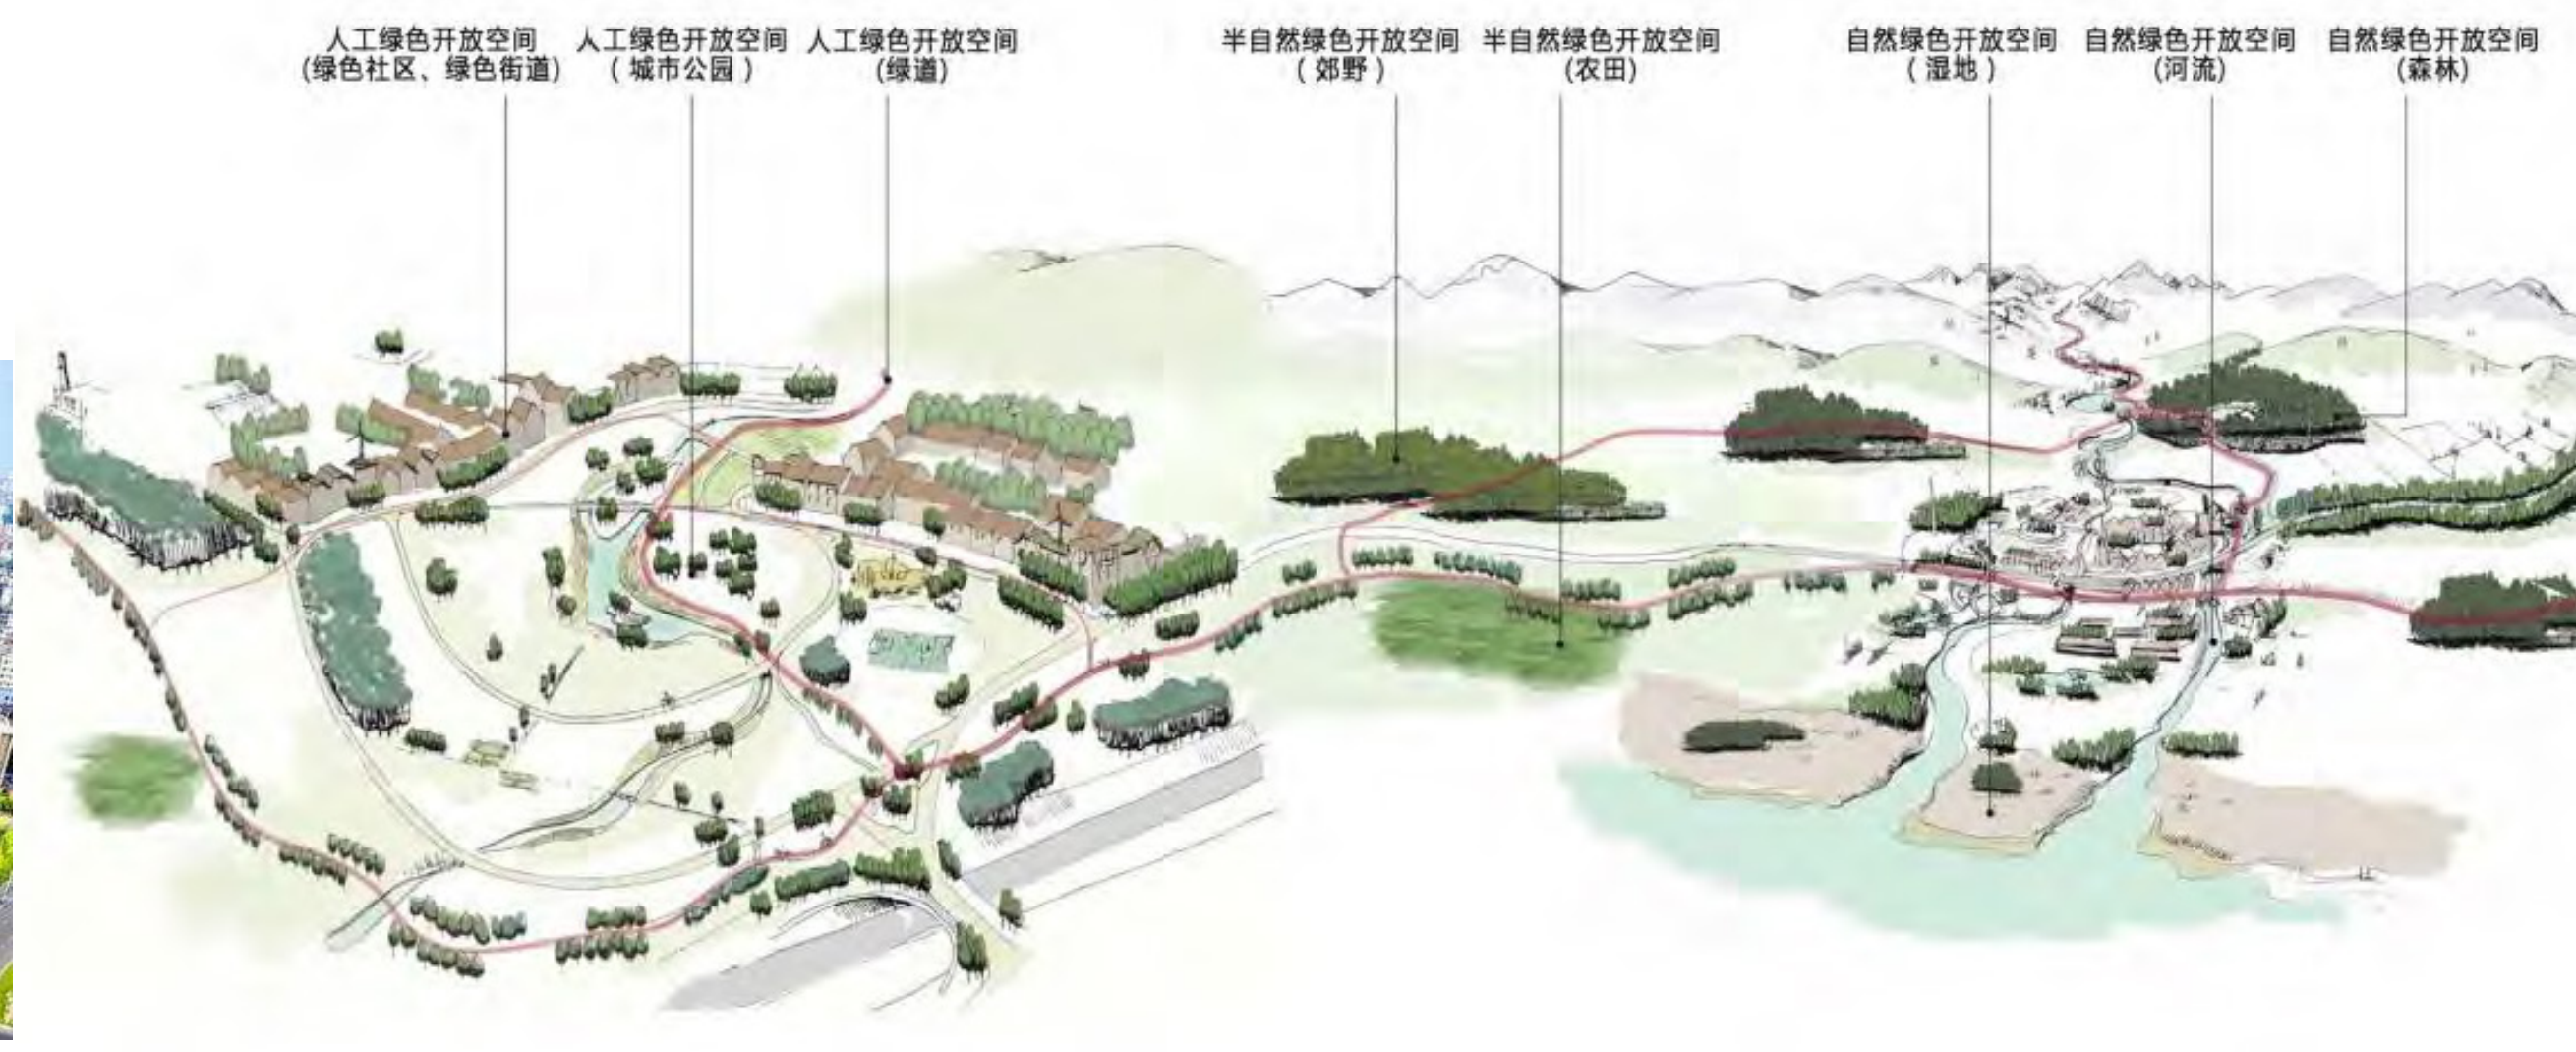 人工绿色开放空间
(绿色社区、绿色街道)
人工绿色开放空间
( 城市公园 )
人工绿色开放空间
(绿道)
半自然绿色开放空间
( 郊野 )
半自然绿色开放空间
(农田)
自然绿色开放空间
( 湿地 )
自然绿色开放空间
(河流)
自然绿色开放空间
(森林)